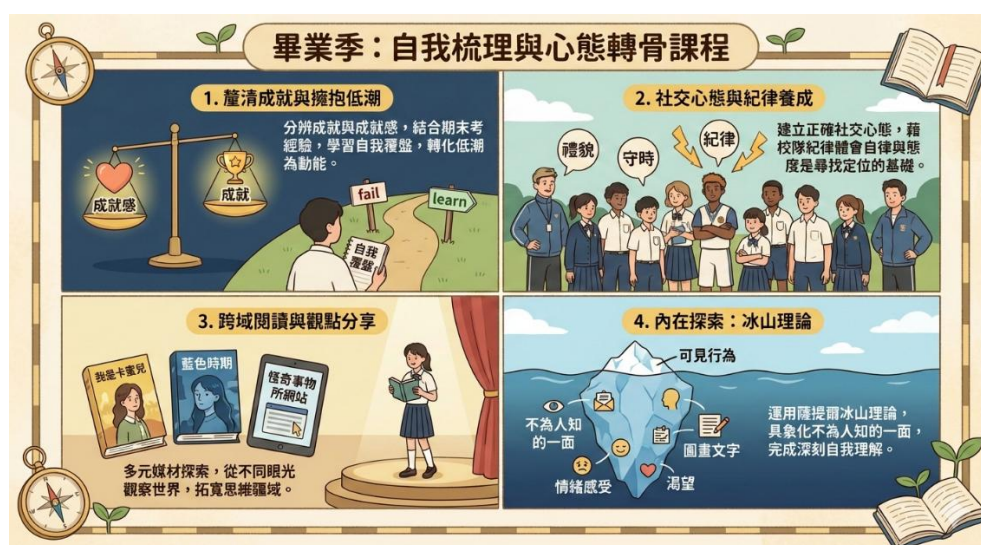 畢業季：自我梳理與心態轉骨課程
1. 釐清成就與擁抱低潮
分辨成就與成就感，結合期末考
經驗，學習自我覆盤，轉化低潮
為動能。
成就感
成就
fail
learn
自我
覆盤
2. 社交心態與紀律養成
禮貌
守時
紀律
建立正確社交心態，藉
校隊紀律體會自律與態
度是尋找定位的基礎。
3. 跨域閱讀與觀點分享
我是卡蜜兒
藍色時期
怪奇事物
所網站
多元媒材探索，從不同眼光
觀察世界，拓寬思維疆域。
4. 內在探索：冰山理論
可見行為
不為人知
的一面
圖畫文字
情緒感受
渴望
運用薩提爾冰山理論，
具象化不為人知的一面，
完成深刻自我理解。